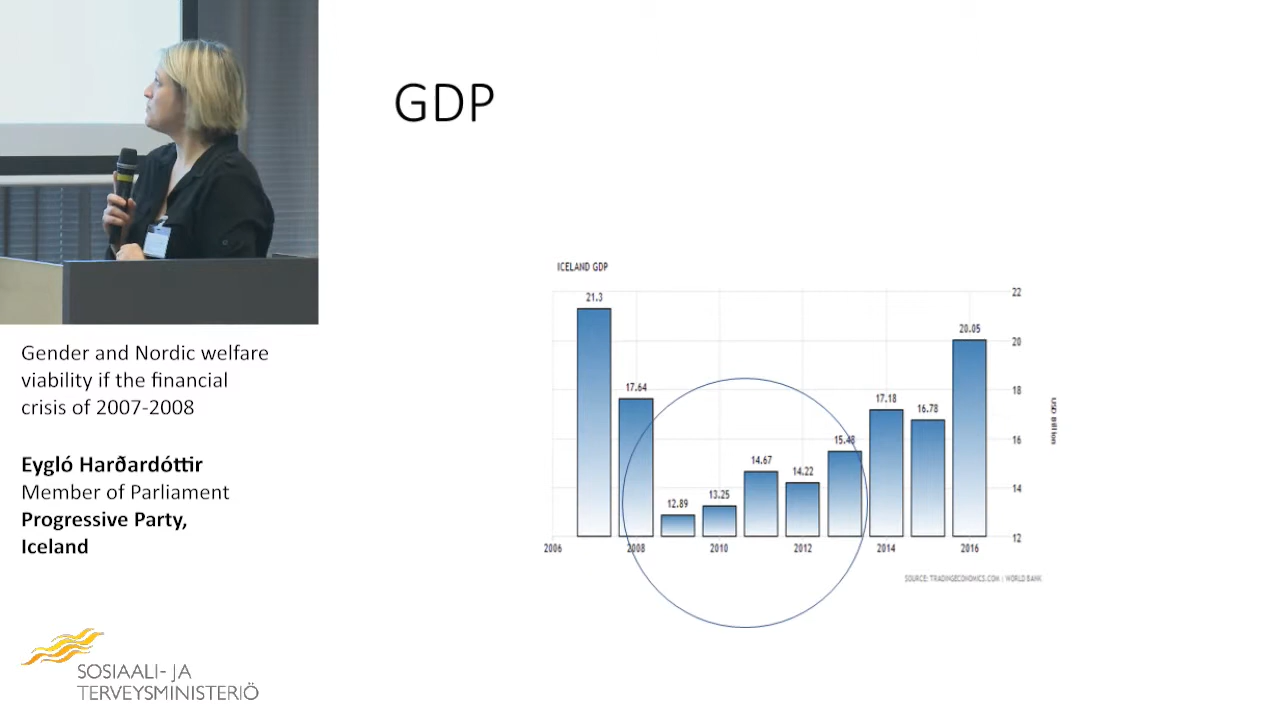 GDP
Gender and Nordic welfare
viability if the financial
crisis of 2007-2008
Eygló Harðardóttir
Member of Parliament
Progressive Party,
Iceland
SOSIAALI- JA
TERVEYSMINISTERIÖ
ICELAND GDP
21.3
17.64
12.89
13.25
14.67
14.22
15.48
17.18
16.78
20.05
22
20
18
16
14
12
USD Billion
2006
2008
2010
2012
2014
2016
SOURCE: TRADINGECONOMICS.COM | WORLD BANK